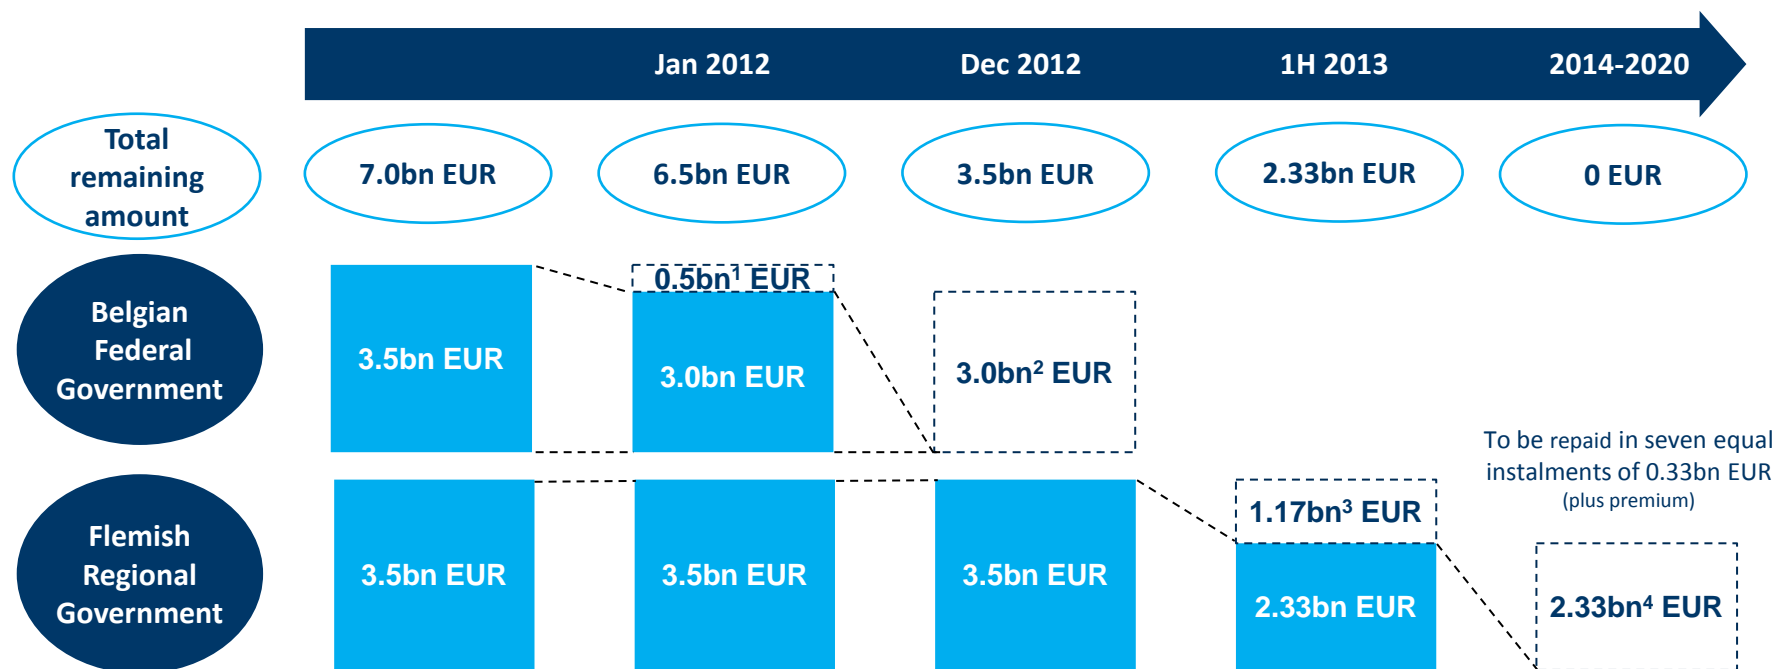 Jan 2012 Dec 2012 1H 2013 2014-2020
Total
remaining
amount
7.0bn EUR 6.5bn EUR 3.5bn EUR 2.33bn EUR 0 EUR
Belgian
Federal
Government
3.5bn EUR
0.5bn¹ EUR
3.0bn EUR
3.0bn² EUR
To be repaid in seven equal
instalments of 0.33bn EUR
(plus premium)
Flemish
Regional
Government
3.5bn EUR 3.5bn EUR 3.5bn EUR
1.17bn³ EUR
2.33bn EUR
2.33bn⁴ EUR